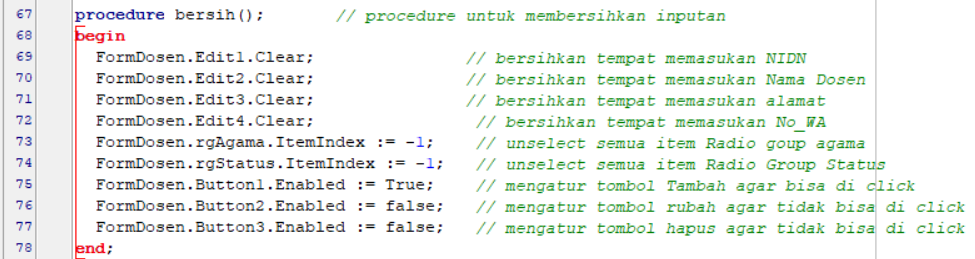 67 procedure bersih();        // procedure untuk membersihkan inputan
68 begin
69   FormDosen.Edit1.Clear;                // bersihkan tempat memasukan NIDN
70   FormDosen.Edit2.Clear;                // bersihkan tempat memasukan Nama Dosen
71   FormDosen.Edit3.Clear;                // bersihkan tempat memasukan alamat
72   FormDosen.Edit4.Clear;                 // bersihkan tempat memasukan No_WA
73   FormDosen.rgAgama.ItemIndex := -1;     // unselect semua item Radio goup agama
74   FormDosen.rgStatus.ItemIndex := -1;    // unselect semua item Radio Group Status
75   FormDosen.Button1.Enabled := True;     // mengatur tombol Tambah agar bisa di click
76   FormDosen.Button2.Enabled := false;    // mengatur tombol rubah agar tidak bisa di click
77   FormDosen.Button3.Enabled := false;    // mengatur tombol hapus agar tidak bisa di click
78 end;